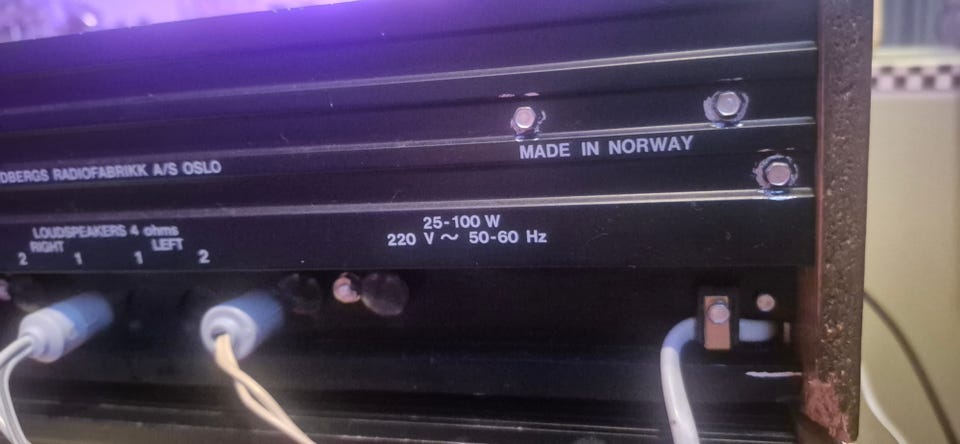 MADE IN NORWAY
DBERGS RADIOFABRIKK A/S OSLO
25-100 W
220 V ~ 50-60 Hz
LOUDSPEAKERS 4 ohms
RIGHT LEFT
2 1 1 2